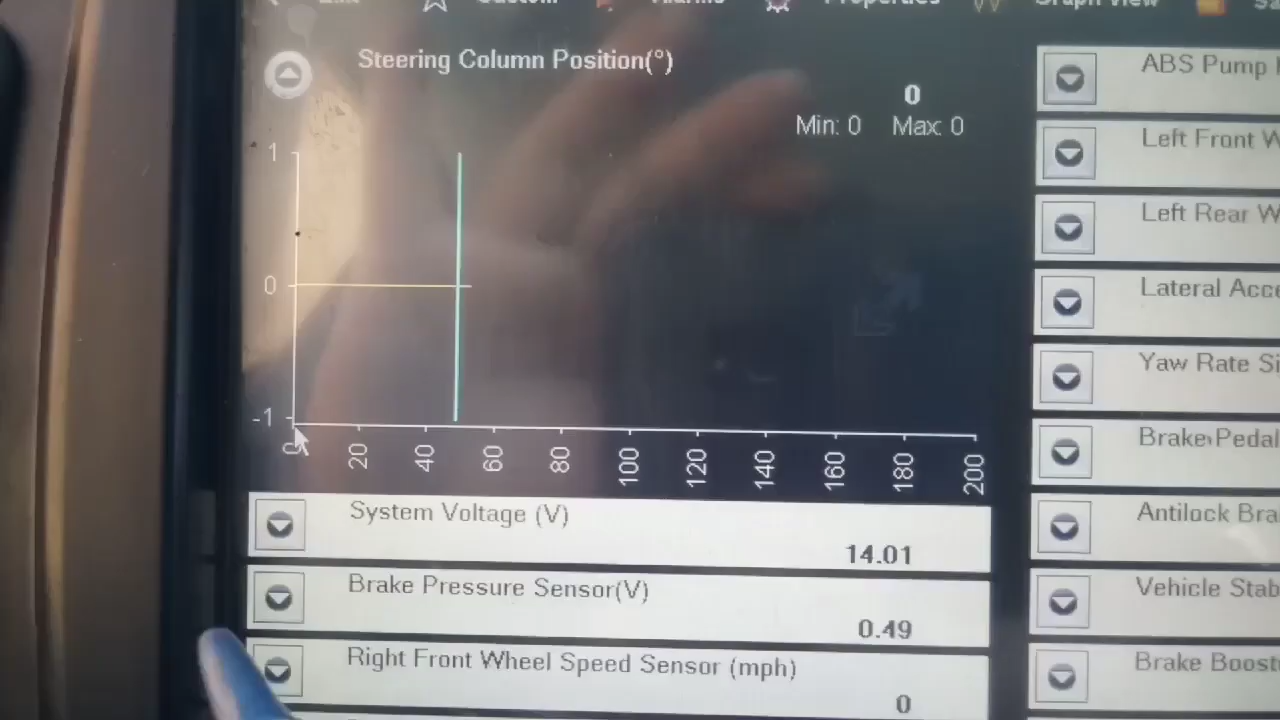 Custom
Alarms
Properties
Graph View
Steering Column Position(°)
0
Min: 0 Max: 0
1
0
-1
0 20 40 60 80 100 120 140 160 180 200
System Voltage (V)
14.01
Brake Pressure Sensor(V)
0.49
Right Front Wheel Speed Sensor (mph)
0
ABS Pump
Left Front W
Left Rear W
Lateral Acce
Yaw Rate Si
Brake Pedal
Antilock Bra
Vehicle Stab
Brake Boost